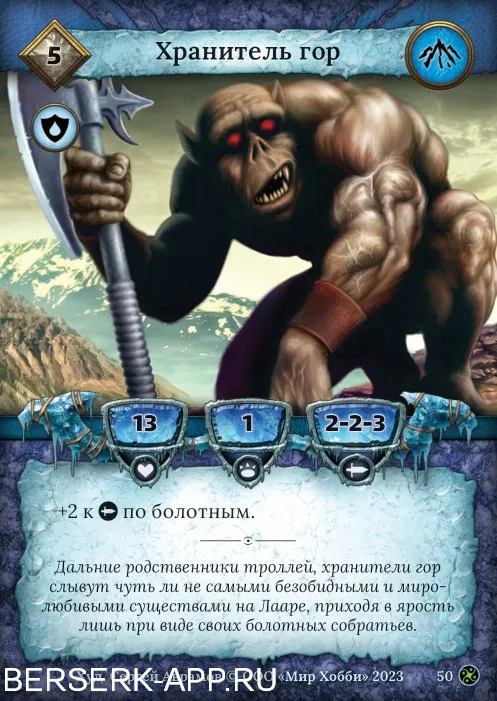 5
Хранитель гор
13
1
2-2-3
+2 к по болотным.
Дальние родственники троллей, хранители гор
слывут чуть ли не самыми безобидными и миро-
любивыми существами на Лааре, приходя в ярость
лишь при виде своих болотных собратьев.
ООО «Мир Хобби» 2023
50
BERSERK-APP.RU